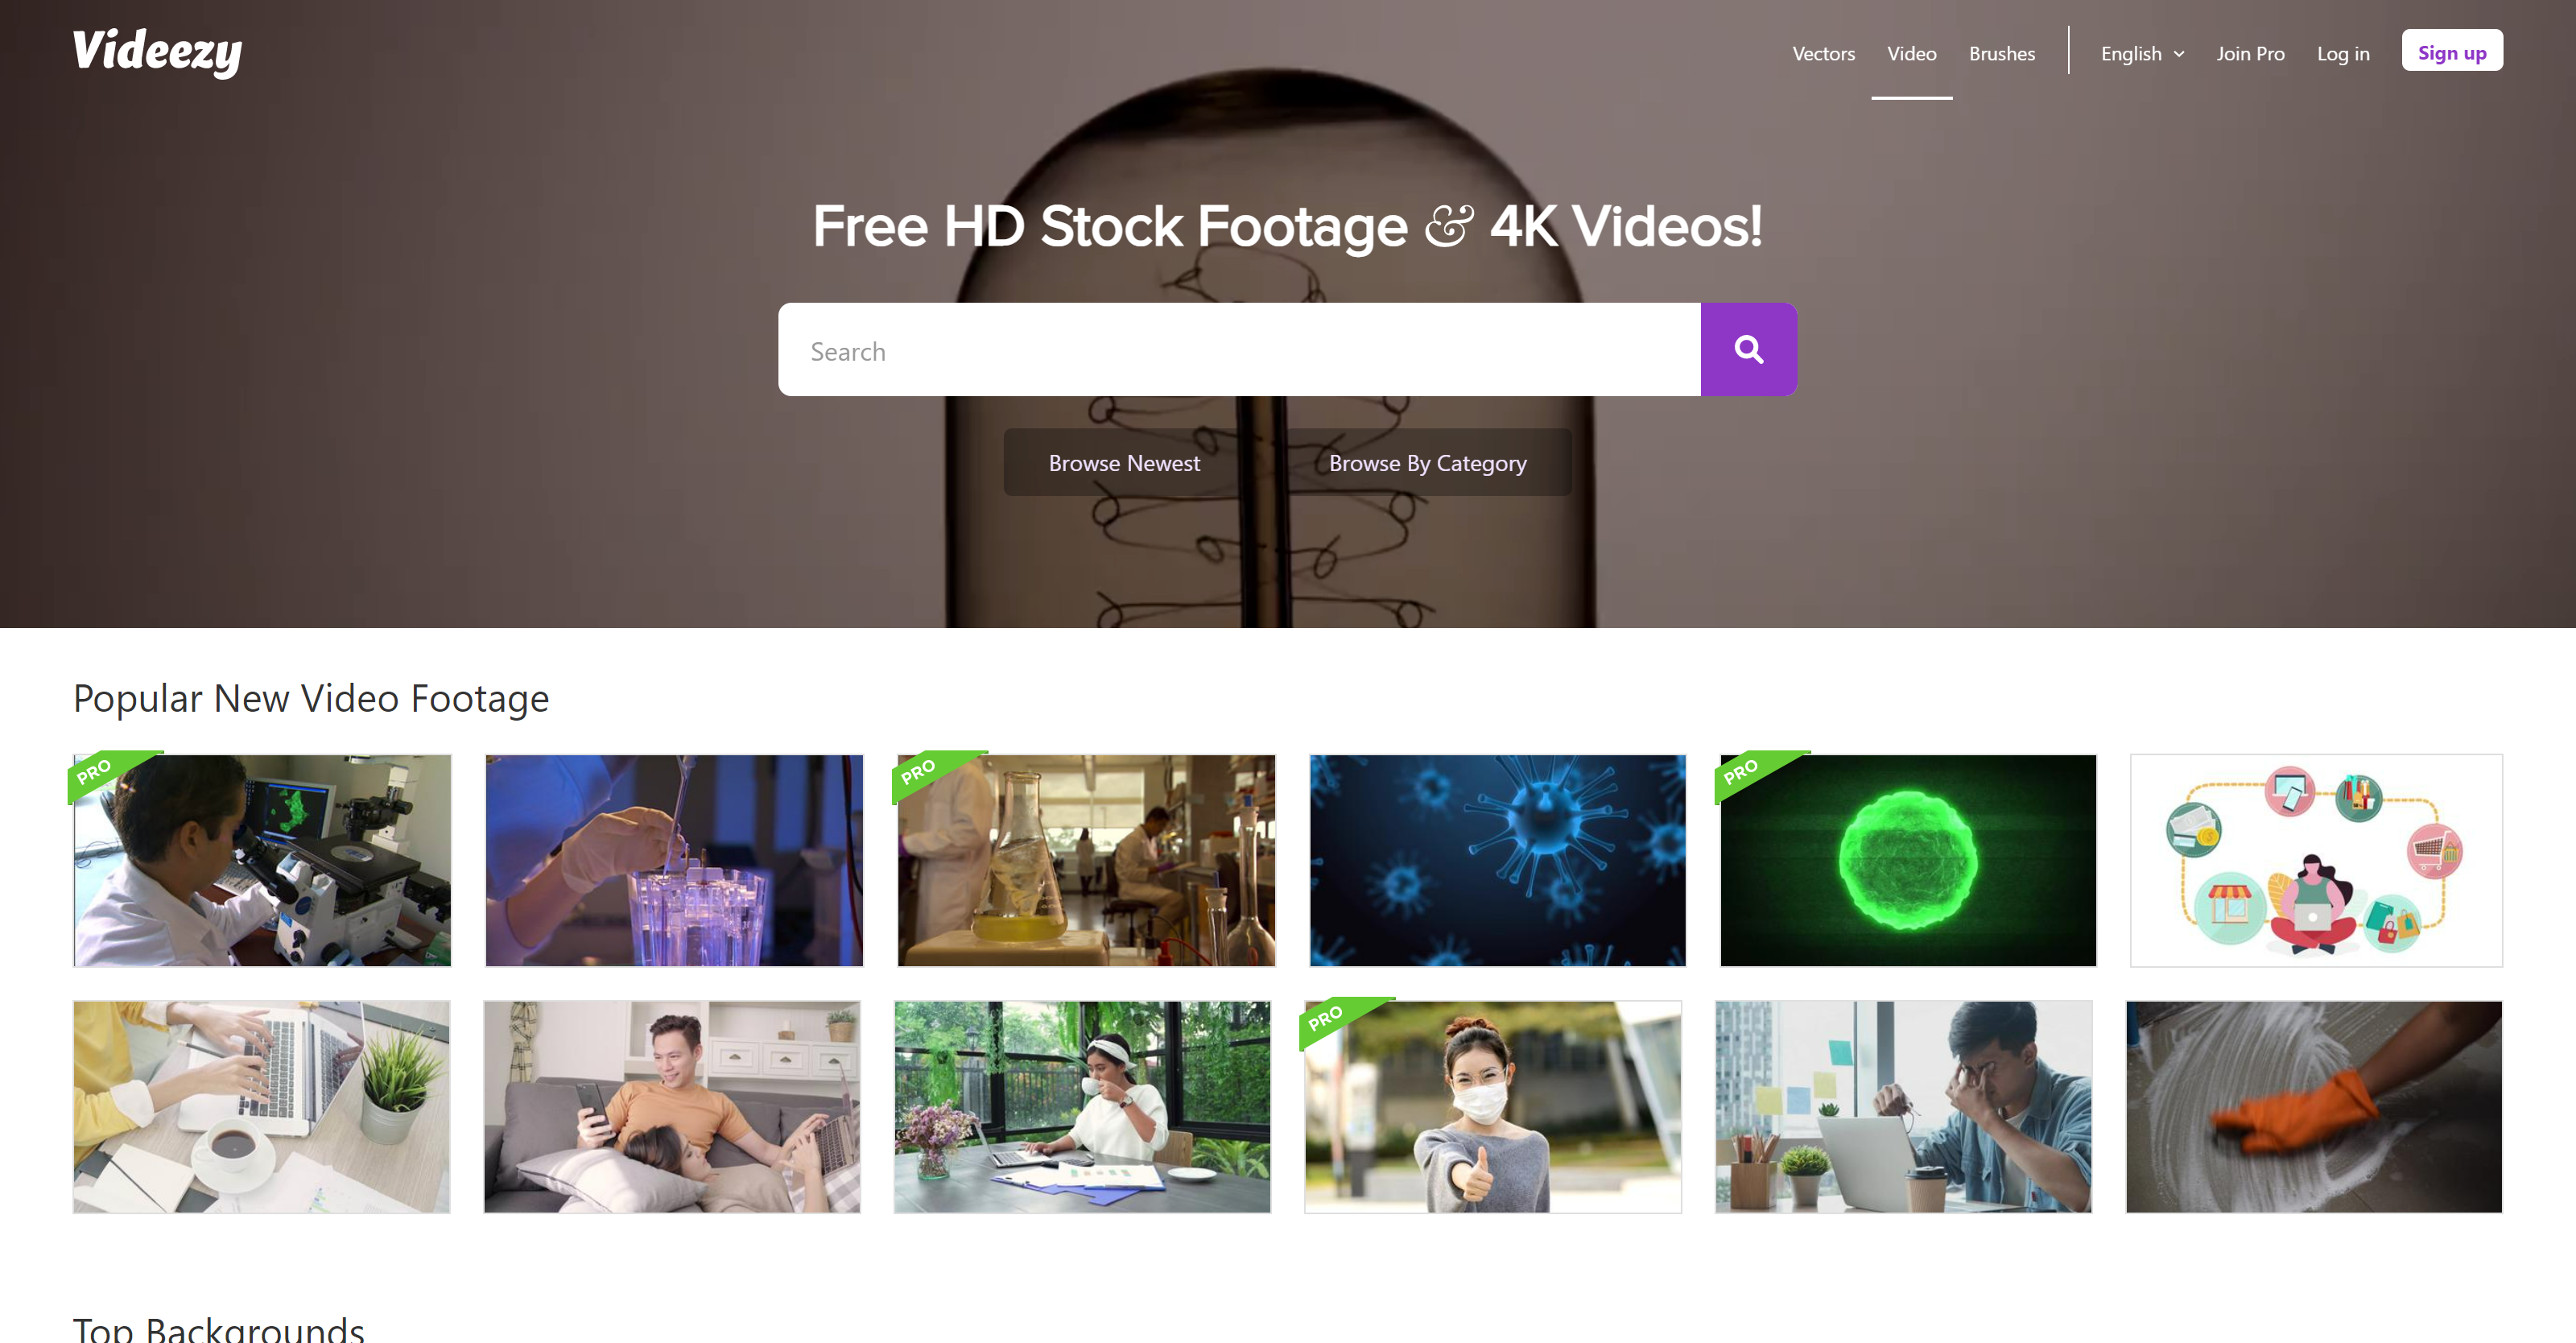 Videezy
Vectors Video Brushes English Join Pro Log in Sign up
Free HD Stock Footage & 4K Videos!
Search
Browse Newest Browse By Category
Popular New Video Footage
PRO
PRO
PRO
PRO
Top Backgrounds